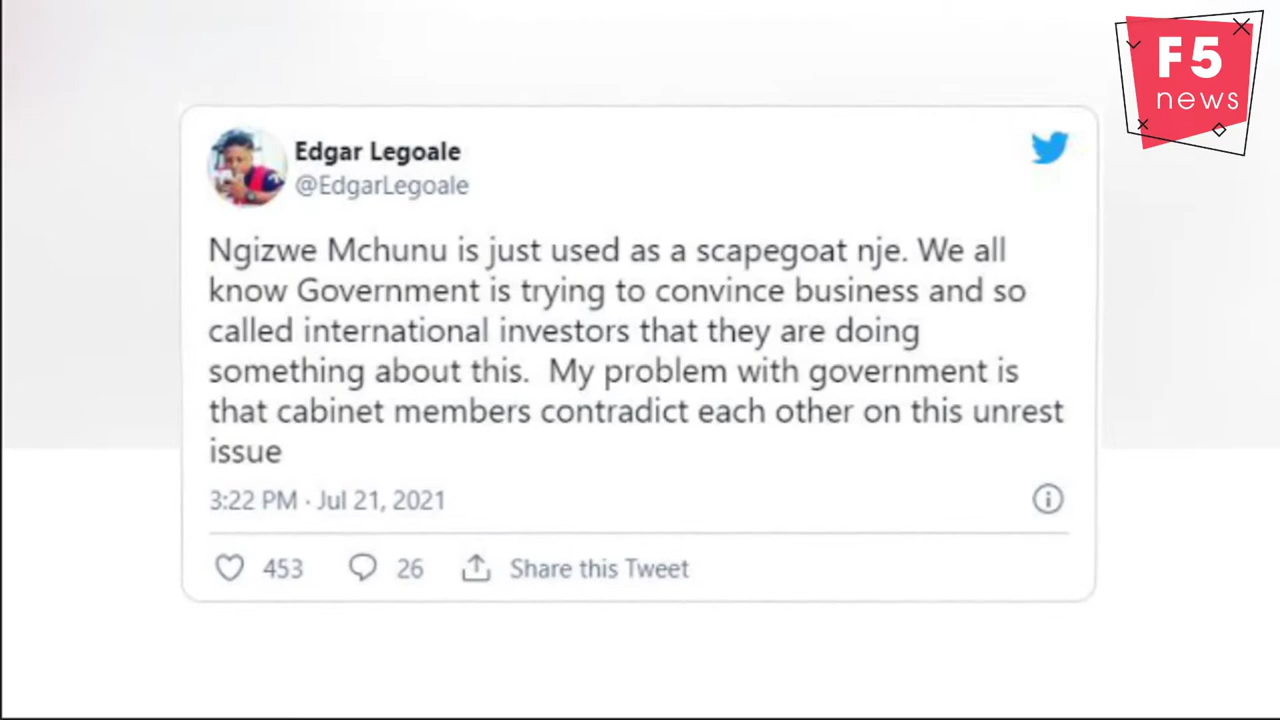 F5
news
Edgar Legoale
@EdgarLegoale
Ngizwe Mchunu is just used as a scapegoat nje. We all
know Government is trying to convince business and so
called international investors that they are doing
something about this.  My problem with government is
that cabinet members contradict each other on this unrest
issue
3:22 PM · Jul 21, 2021
453 26 Share this Tweet